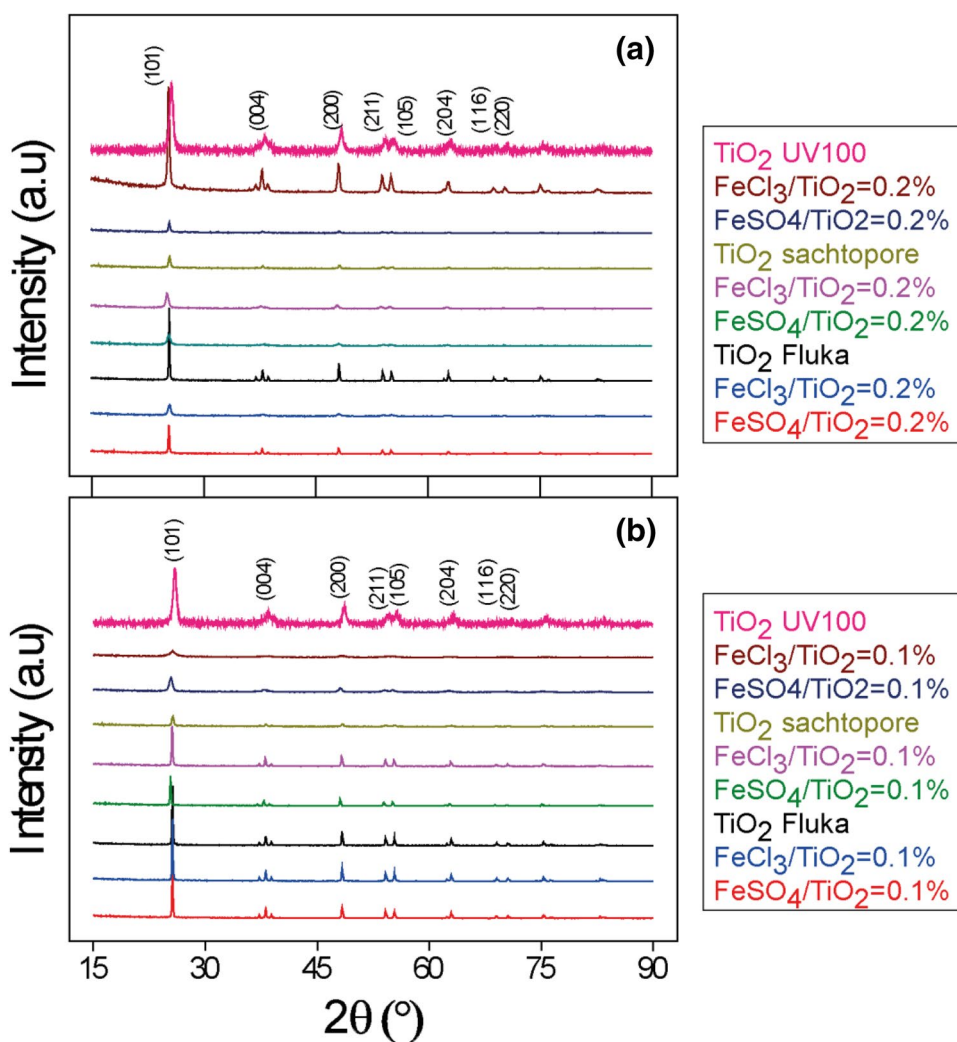 (a)
(101)
(004)
(200)
(211)
(105)
(204)
(116)
(220)
Intensity (a.u)
TiO₂ UV100
FeCl₃/TiO₂=0.2%
FeSO4/TiO2=0.2%
TiO₂ sachtopore
FeCl₃/TiO₂=0.2%
FeSO₄/TiO₂=0.2%
TiO₂ Fluka
FeCl₃/TiO₂=0.2%
FeSO₄/TiO₂=0.2%
(b)
(101)
(004)
(200)
(211)
(105)
(204)
(116)
(220)
Intensity (a.u)
TiO₂ UV100
FeCl₃/TiO₂=0.1%
FeSO4/TiO2=0.1%
TiO₂ sachtopore
FeCl₃/TiO₂=0.1%
FeSO₄/TiO₂=0.1%
TiO₂ Fluka
FeCl₃/TiO₂=0.1%
FeSO₄/TiO₂=0.1%
15 30 45 60 75 90
2θ (°)